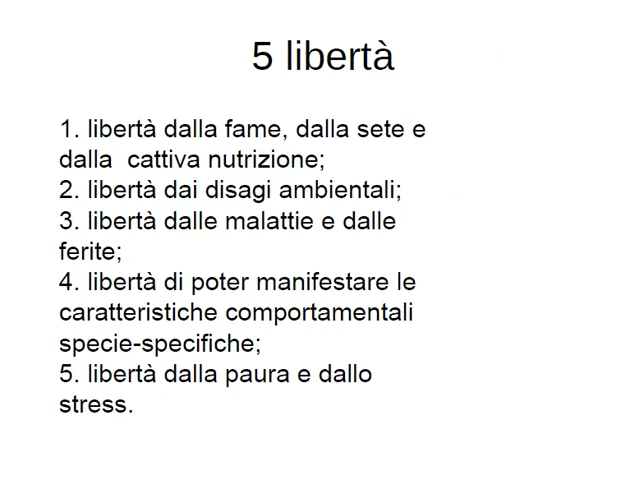 5 libertà
1. libertà dalla fame, dalla sete e
dalla  cattiva nutrizione;
2. libertà dai disagi ambientali;
3. libertà dalle malattie e dalle
ferite;
4. libertà di poter manifestare le
caratteristiche comportamentali
specie-specifiche;
5. libertà dalla paura e dallo
stress.